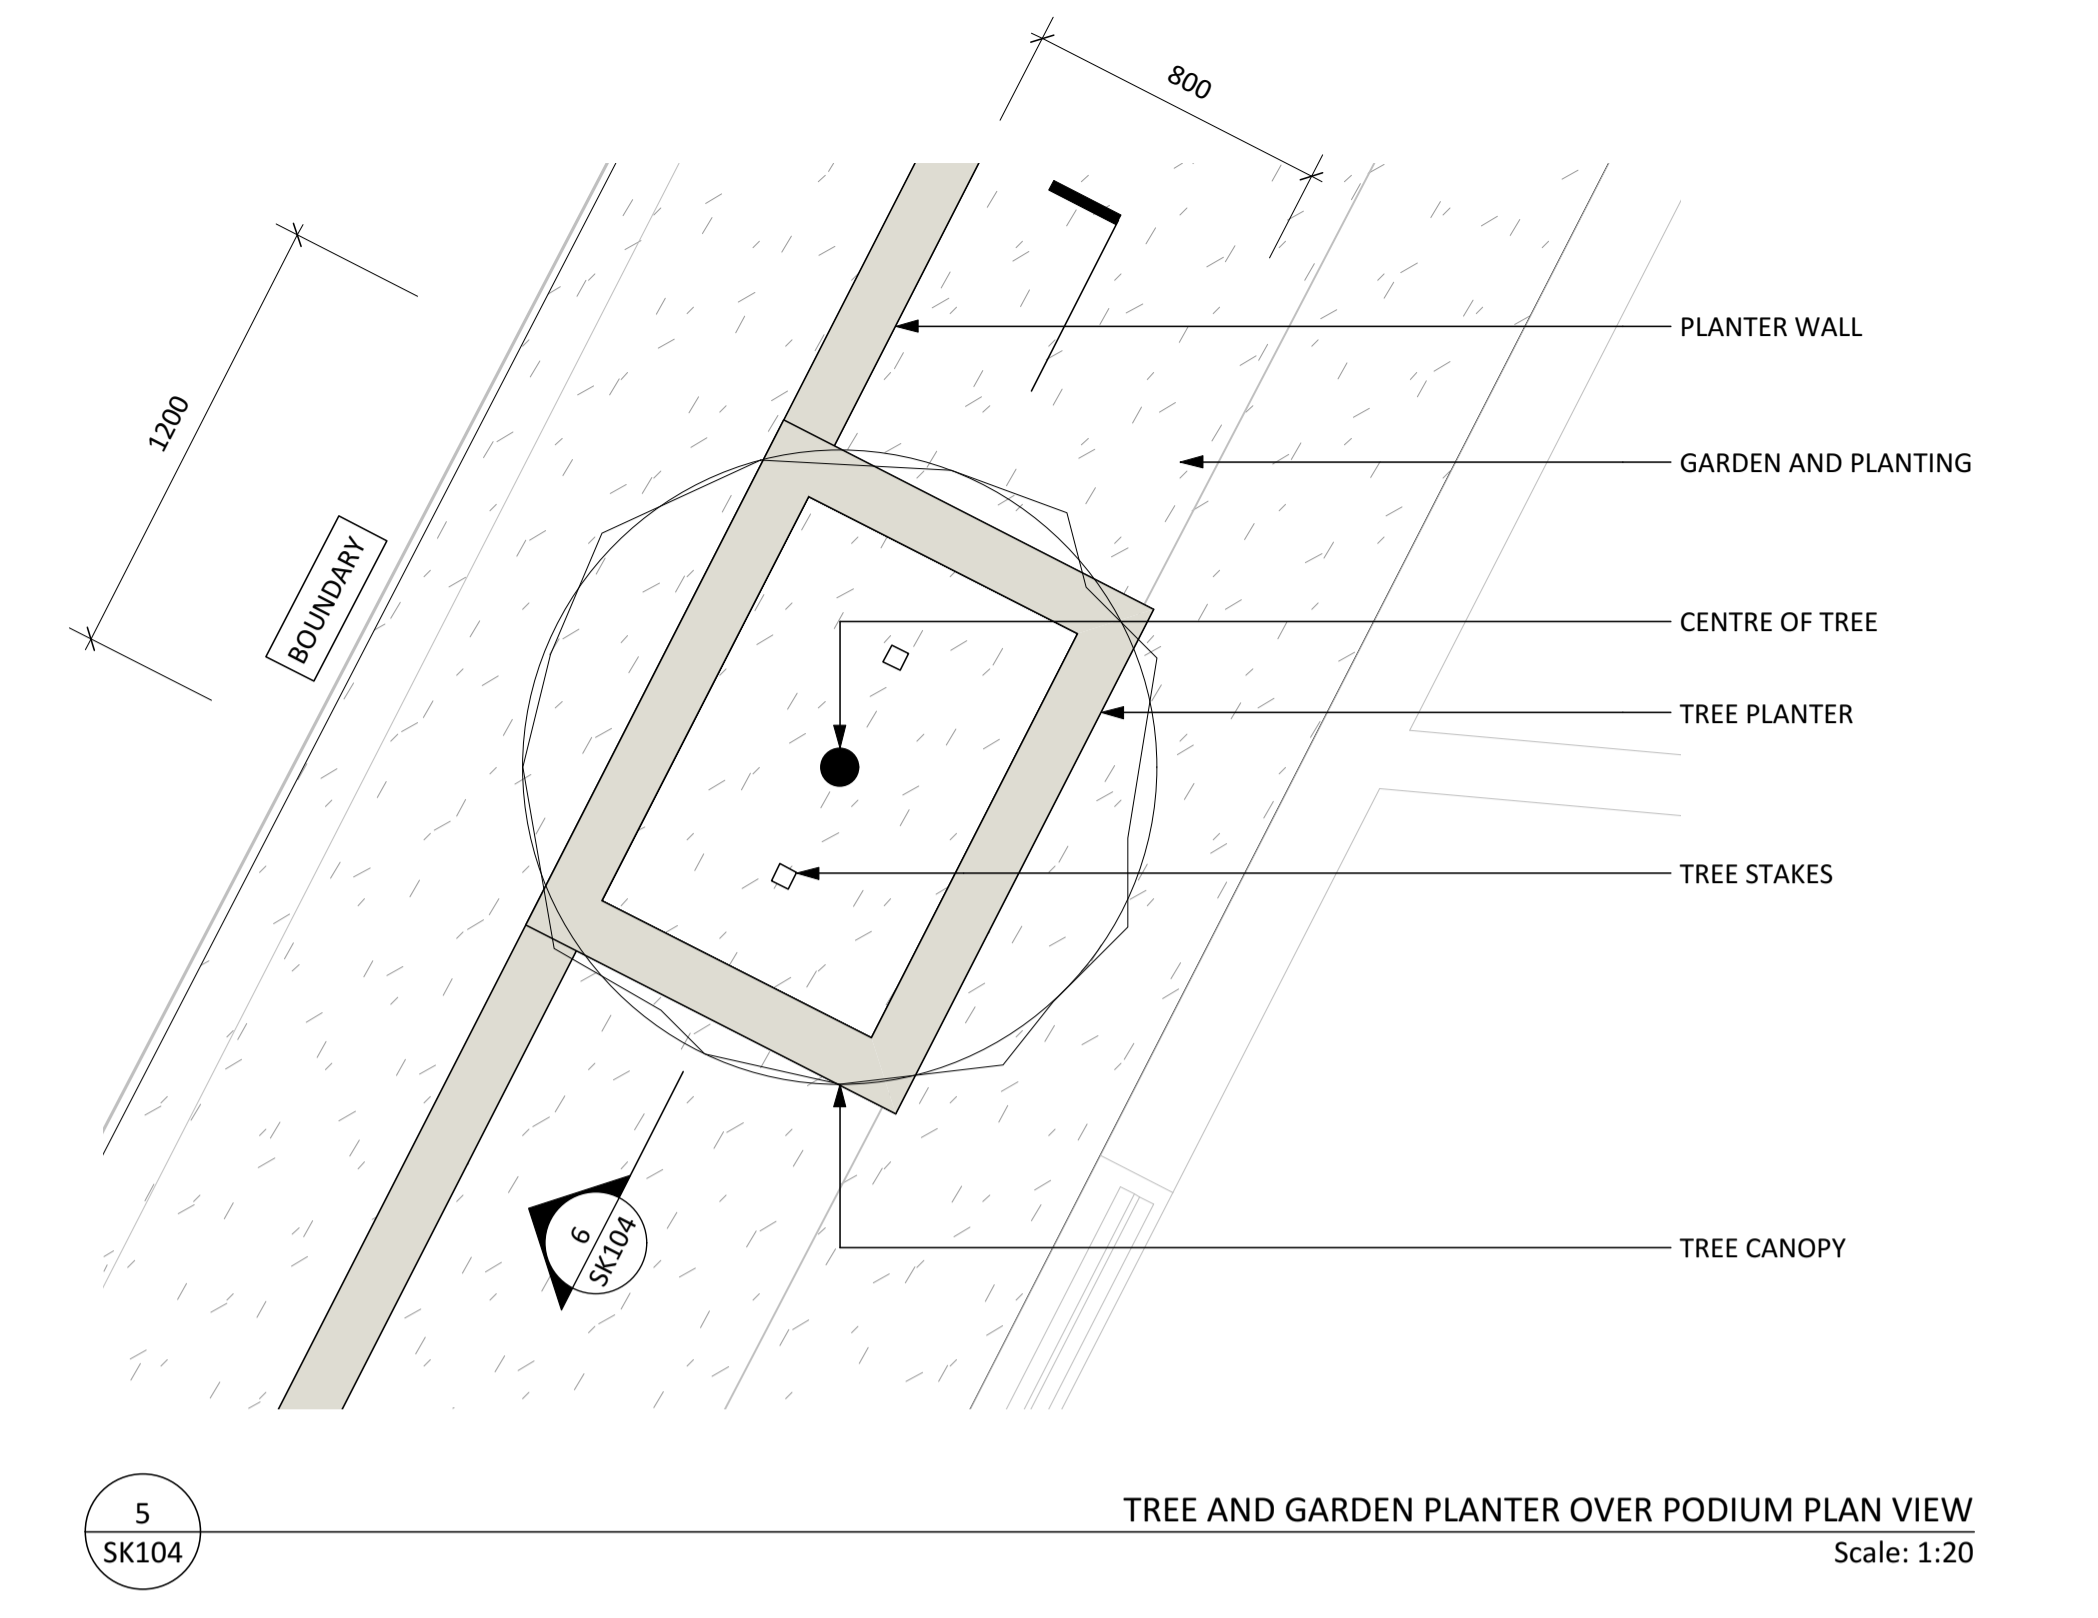 800
1200
BOUNDARY
PLANTER WALL
GARDEN AND PLANTING
CENTRE OF TREE
TREE PLANTER
TREE STAKES
TREE CANOPY
6
SK104
5
SK104
TREE AND GARDEN PLANTER OVER PODIUM PLAN VIEW
Scale: 1:20